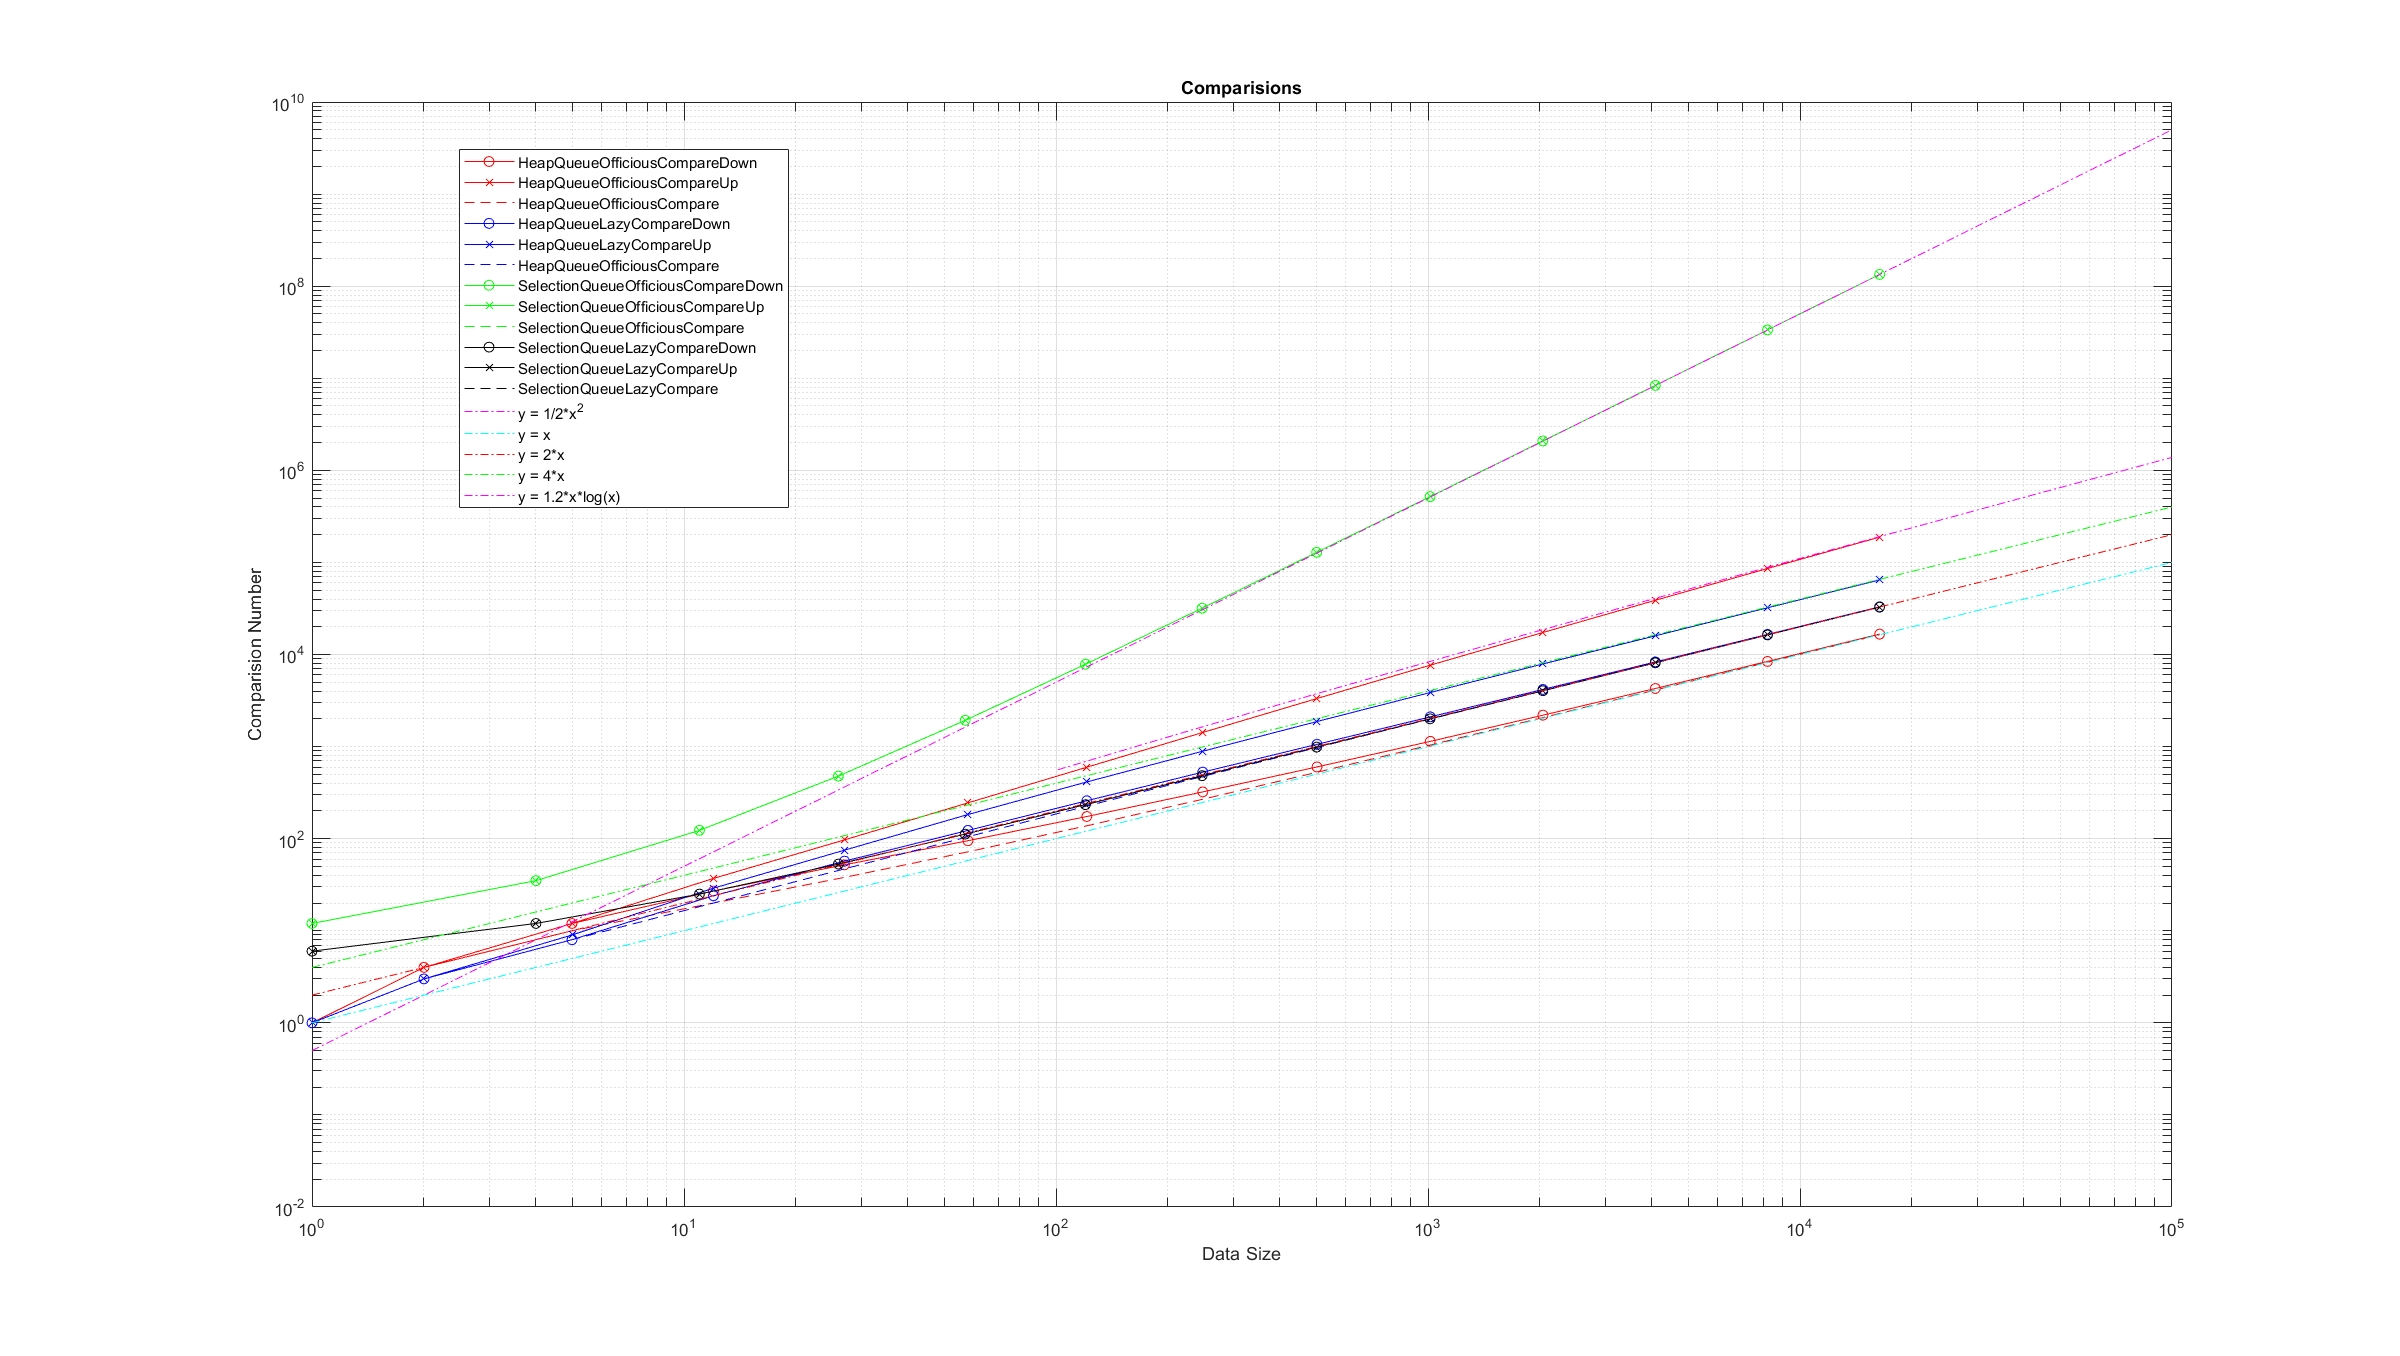 Comparisions
10^10
10^8
10^6
10^4
10^2
10^0
10^-2
Comparision Number
HeapQueueOfficiousCompareDown
HeapQueueOfficiousCompareUp
HeapQueueOfficiousCompare
HeapQueueLazyCompareDown
HeapQueueLazyCompareUp
HeapQueueOfficiousCompare
SelectionQueueOfficiousCompareDown
SelectionQueueOfficiousCompareUp
SelectionQueueOfficiousCompare
SelectionQueueLazyCompareDown
SelectionQueueLazyCompareUp
SelectionQueueLazyCompare
y = 1/2*x^2
y = x
y = 2*x
y = 4*x
y = 1.2*x*log(x)
10^0 10^1 10^2 10^3 10^4 10^5
Data Size